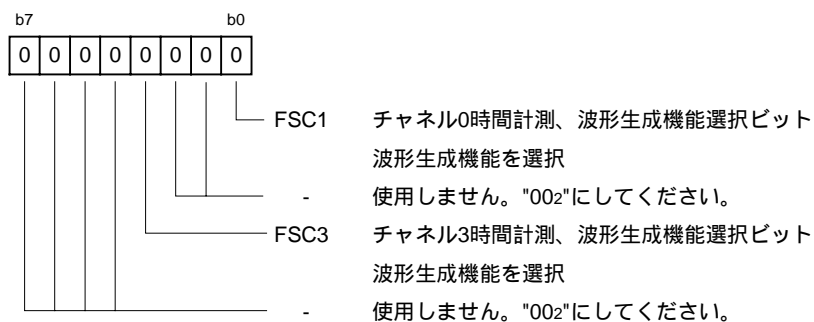 b7 b0
0 0 0 0 0 0 0 0
FSC1 チャネル0時間計測、波形生成機能選択ビット
波形生成機能を選択
- 使用しません。"002"にしてください。
FSC3 チャネル3時間計測、波形生成機能選択ビット
波形生成機能を選択
- 使用しません。"002"にしてください。